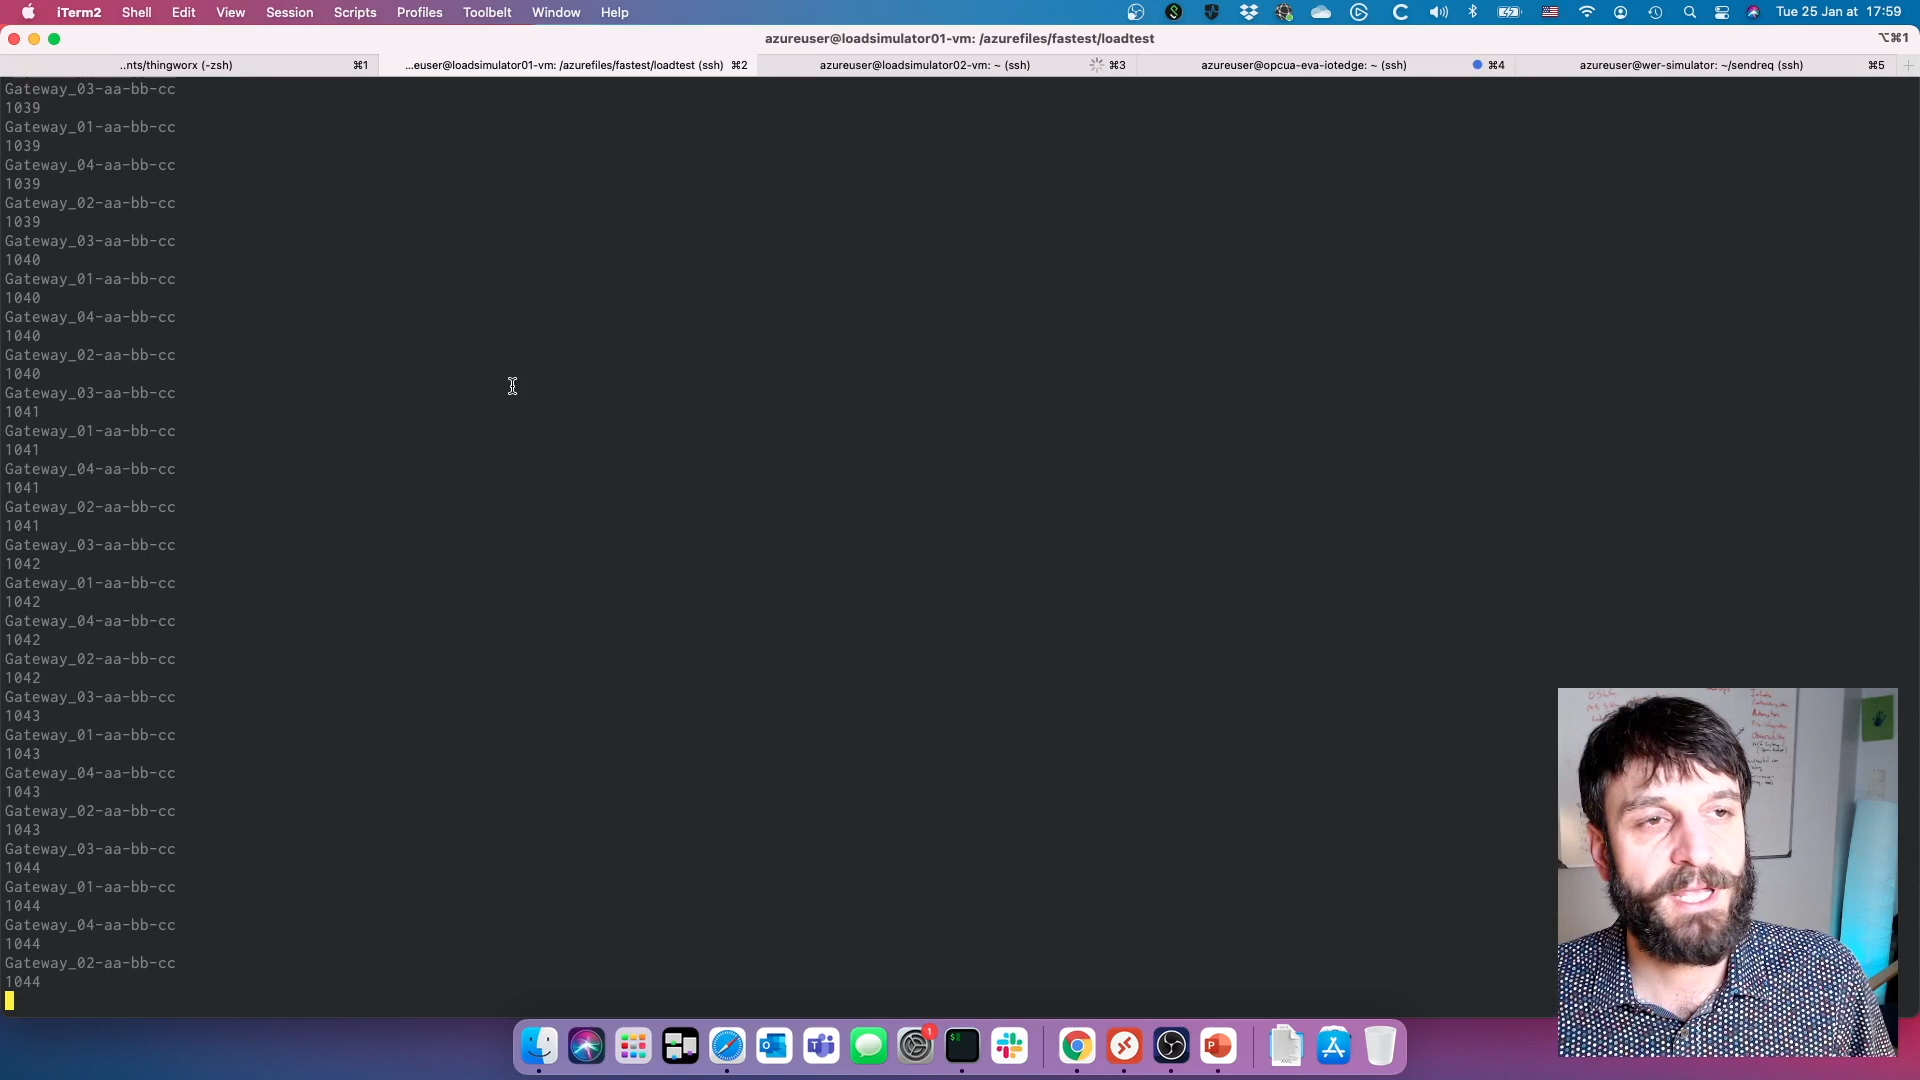 iTerm2 Shell Edit View Session Scripts Profiles Toolbelt Window Help Tue 25 Jan at 17:59
azureuser@loadsimulator01-vm: /azurefiles/fastest/loadtest ⌥⌘1
..nts/thingworx (-zsh) ⌘1 ...euser@loadsimulator01-vm: /azurefiles/fastest/loadtest (ssh) ⌘2 azureuser@loadsimulator02-vm: ~ (ssh) ⌘3 azureuser@opcua-eva-iotedge: ~ (ssh) ⌘4 azureuser@wer-simulator: ~/sendreq (ssh) ⌘5
Gateway_03-aa-bb-cc
1039
Gateway_01-aa-bb-cc
1039
Gateway_04-aa-bb-cc
1039
Gateway_02-aa-bb-cc
1039
Gateway_03-aa-bb-cc
1040
Gateway_01-aa-bb-cc
1040
Gateway_04-aa-bb-cc
1040
Gateway_02-aa-bb-cc
1040
Gateway_03-aa-bb-cc
1041
Gateway_01-aa-bb-cc
1041
Gateway_04-aa-bb-cc
1041
Gateway_02-aa-bb-cc
1041
Gateway_03-aa-bb-cc
1042
Gateway_01-aa-bb-cc
1042
Gateway_04-aa-bb-cc
1042
Gateway_02-aa-bb-cc
1042
Gateway_03-aa-bb-cc
1043
Gateway_01-aa-bb-cc
1043
Gateway_04-aa-bb-cc
1043
Gateway_02-aa-bb-cc
1043
Gateway_03-aa-bb-cc
1044
Gateway_01-aa-bb-cc
1044
Gateway_04-aa-bb-cc
1044
Gateway_02-aa-bb-cc
1044
1